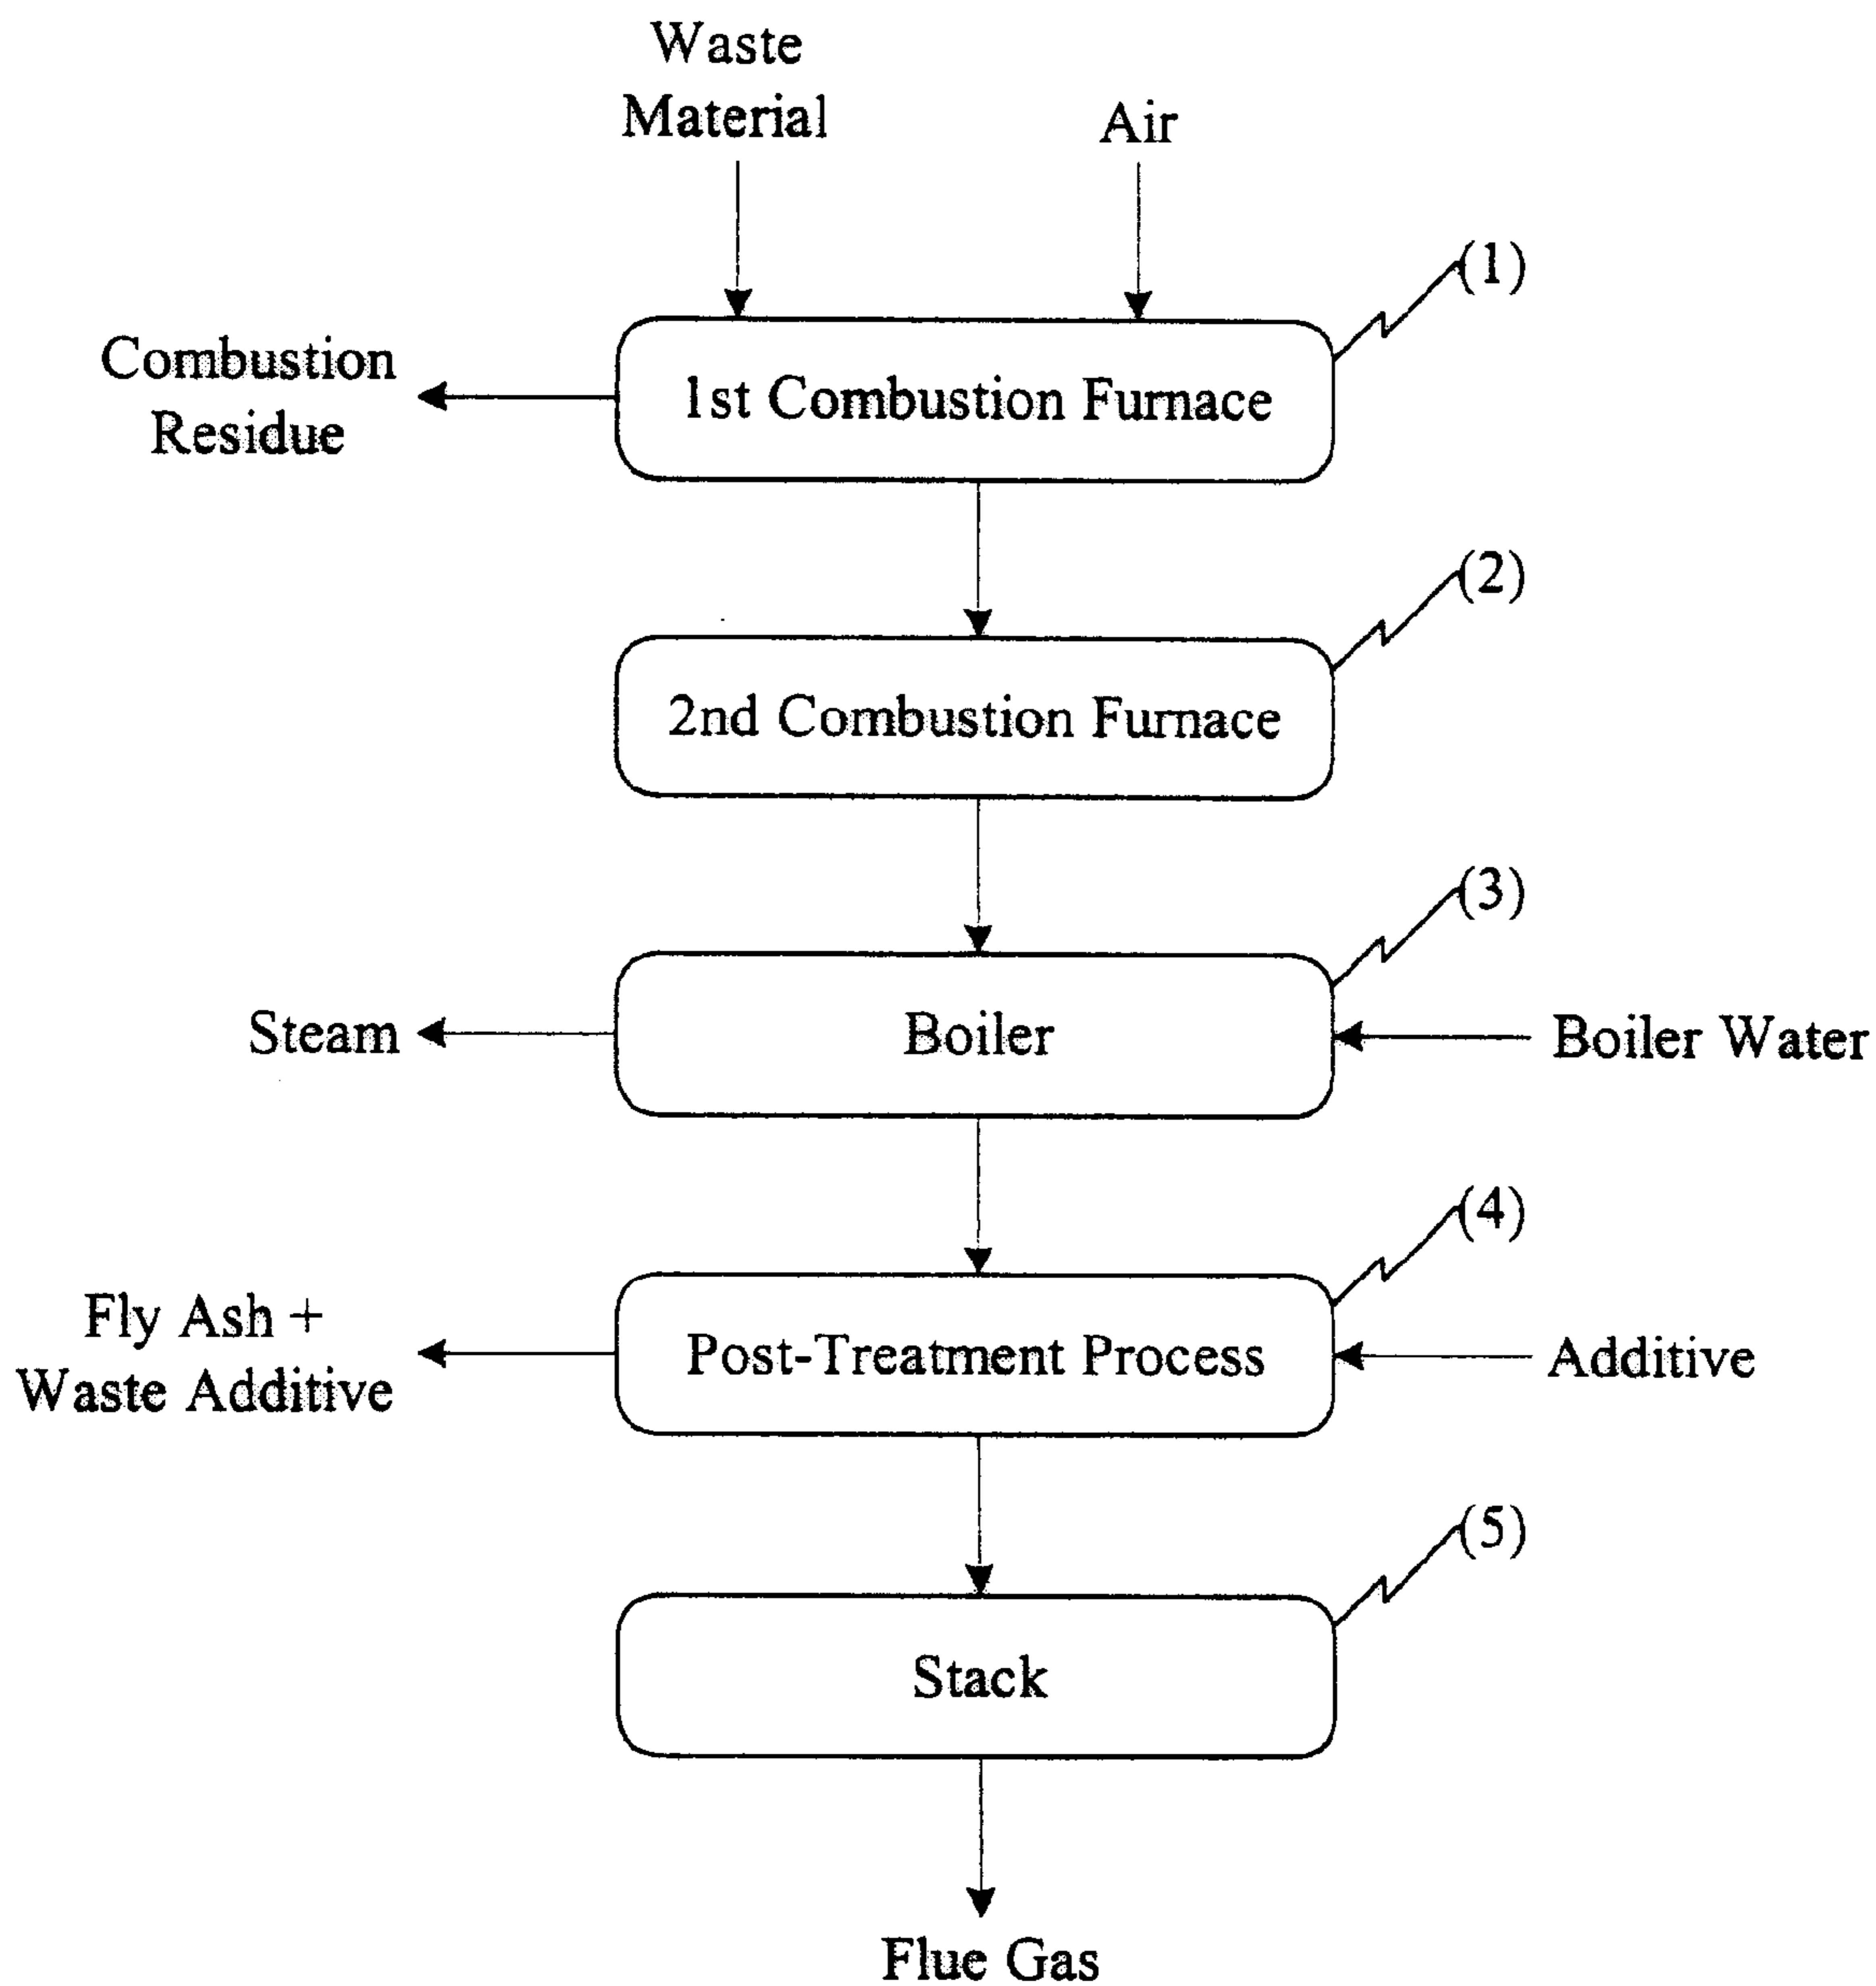 Waste
Material
Air
(1)
Combustion
Residue
1st Combustion Furnace
(2)
2nd Combustion Furnace
(3)
Steam
Boiler
Boiler Water
(4)
Fly Ash +
Waste Additive
Post-Treatment Process
Additive
(5)
Stack
Flue Gas